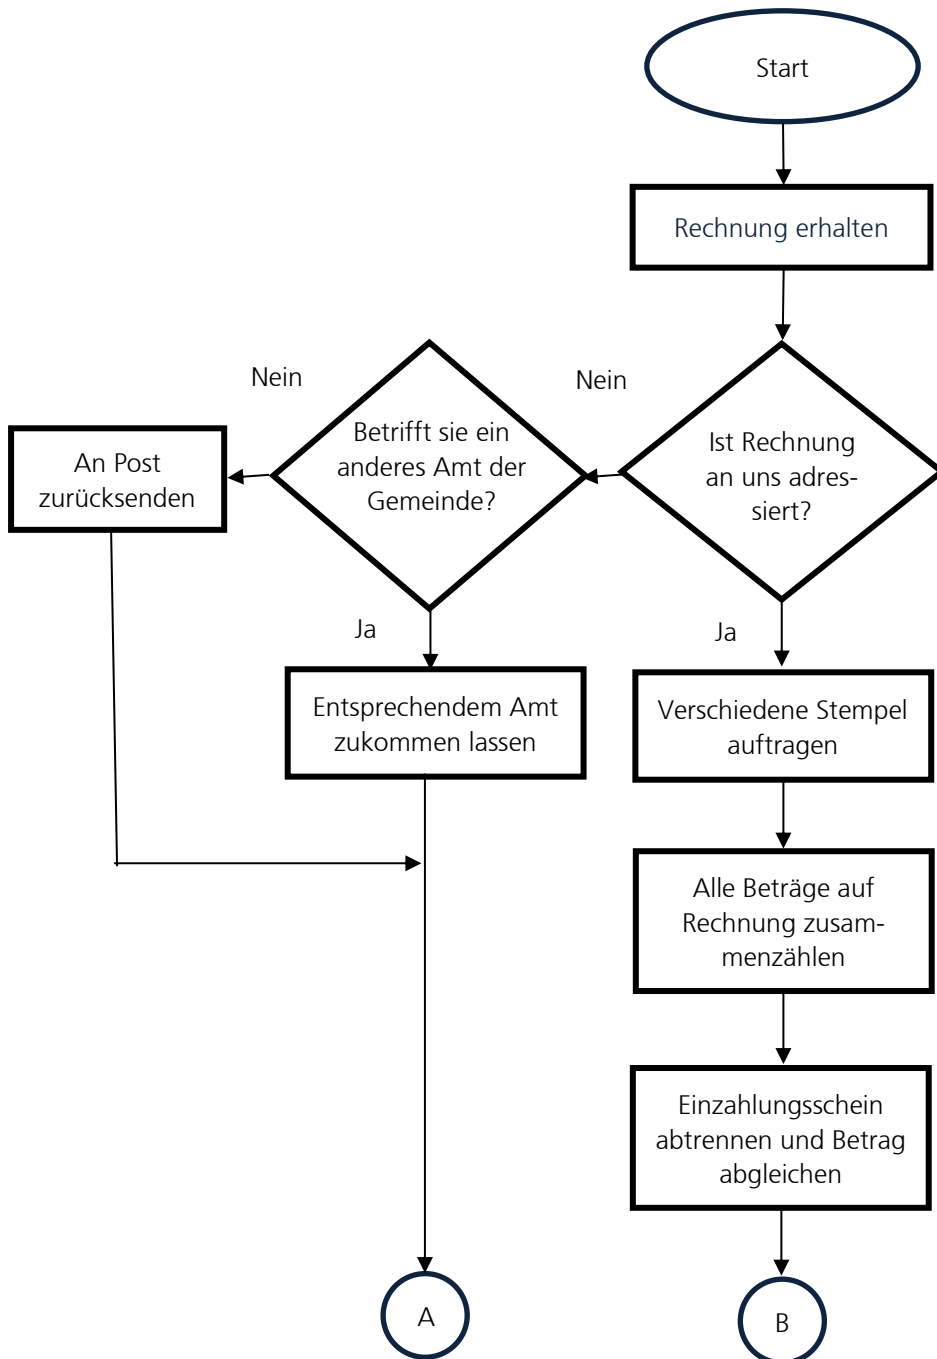 Start
Rechnung erhalten
Nein
Nein
Betrifft sie ein
anderes Amt der
Gemeinde?
Ist Rechnung
an uns adres-
siert?
An Post
zurücksenden
Ja
Ja
Entsprechendem Amt
zukommen lassen
Verschiedene Stempel
auftragen
Alle Beträge auf
Rechnung zusam-
menzählen
Einzahlungsschein
abtrennen und Betrag
abgleichen
A
B